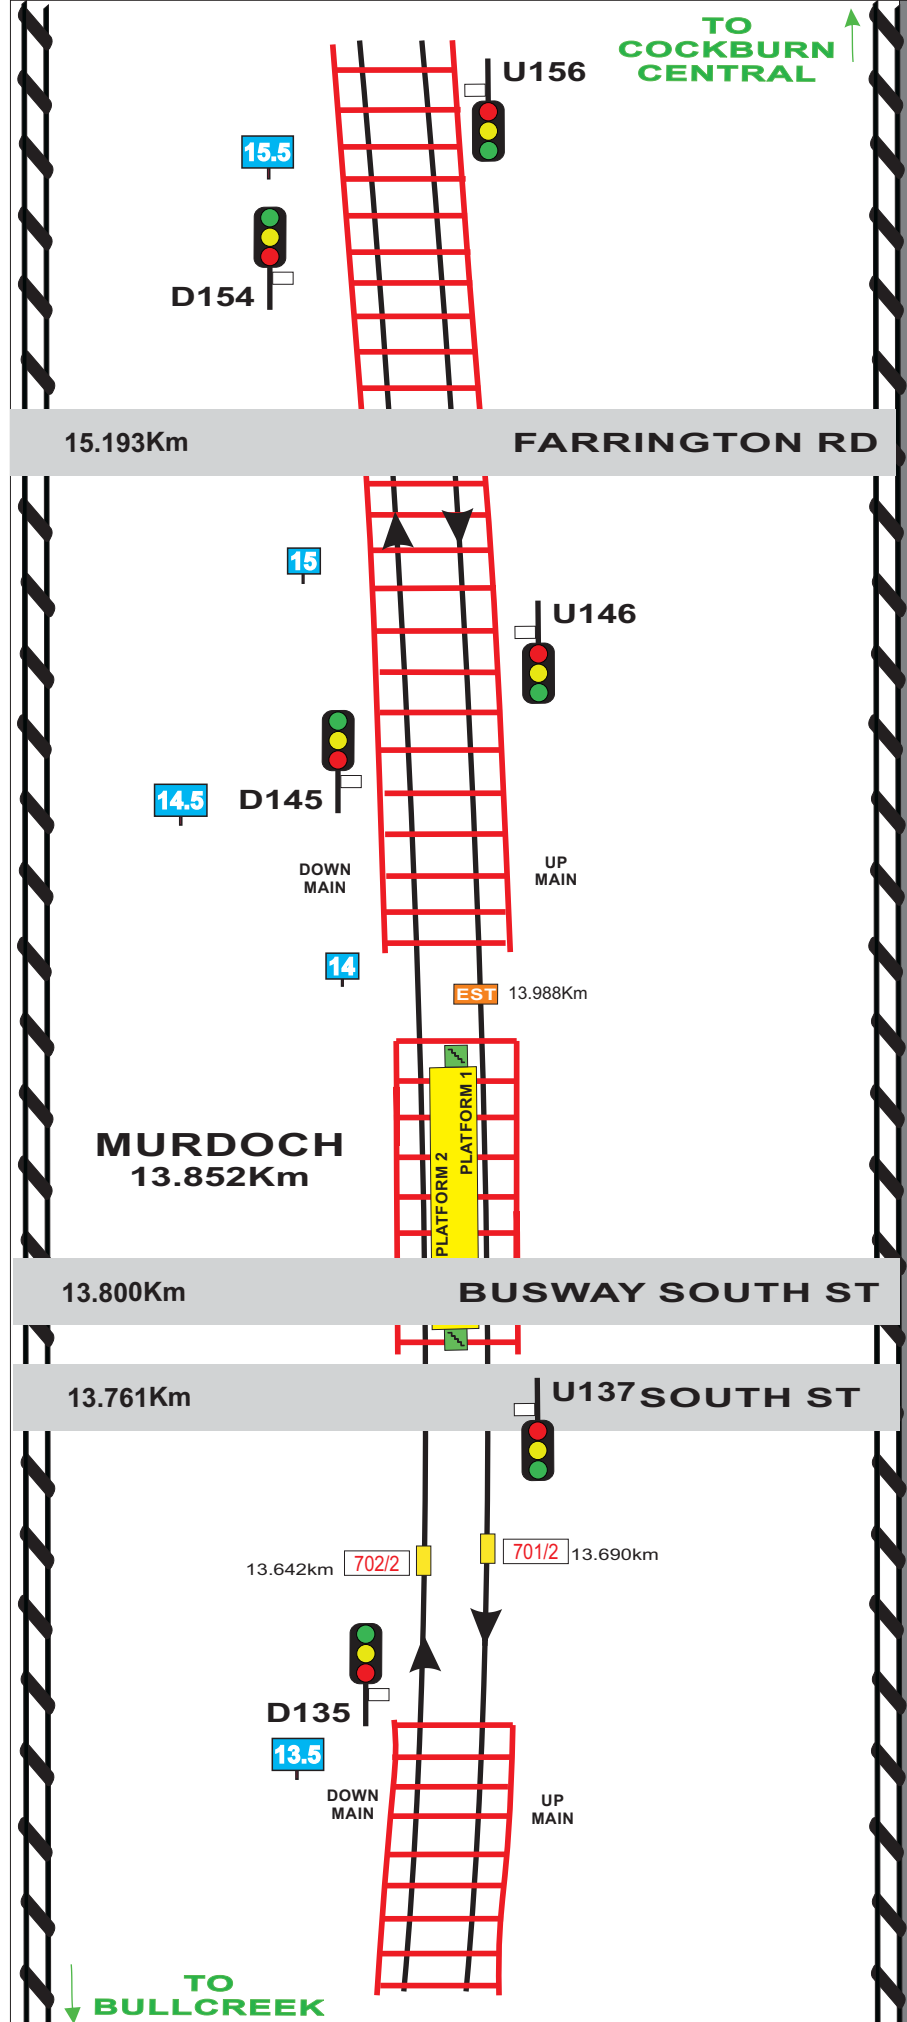 TO
COCKBURN
CENTRAL
U156
15.5
D154
15.193Km FARRINGTON RD
15
U146
D145
14.5
DOWN
MAIN
UP
MAIN
14
EST 13.988Km
PLATFORM 1
PLATFORM 2
MURDOCH
13.852Km
13.800Km BUSWAY SOUTH ST
13.761Km U137 SOUTH ST
13.642km 702/2
701/2 13.690km
D135
13.5
DOWN
MAIN
UP
MAIN
TO
BULLCREEK